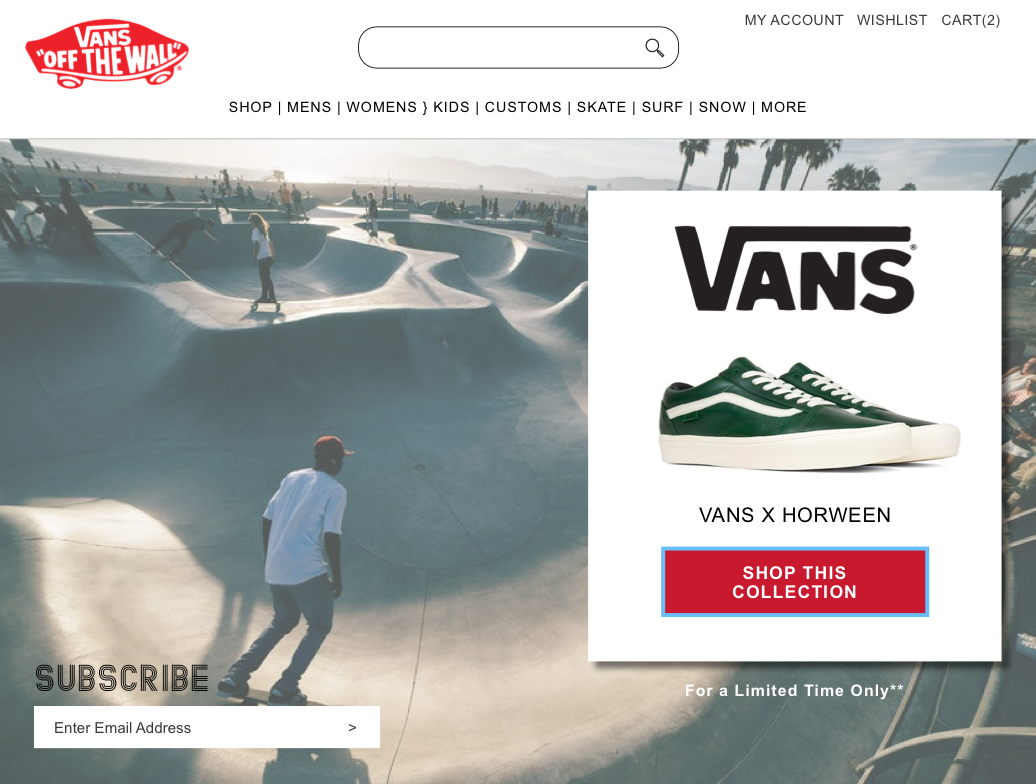 MY ACCOUNT WISHLIST CART(2)
VANS
"OFF THE WALL"
SHOP | MENS | WOMENS } KIDS | CUSTOMS | SKATE | SURF | SNOW | MORE
VANS®
VANS X HORWEEN
SHOP THIS
COLLECTION
For a Limited Time Only**
SUBSCRIBE
Enter Email Address >